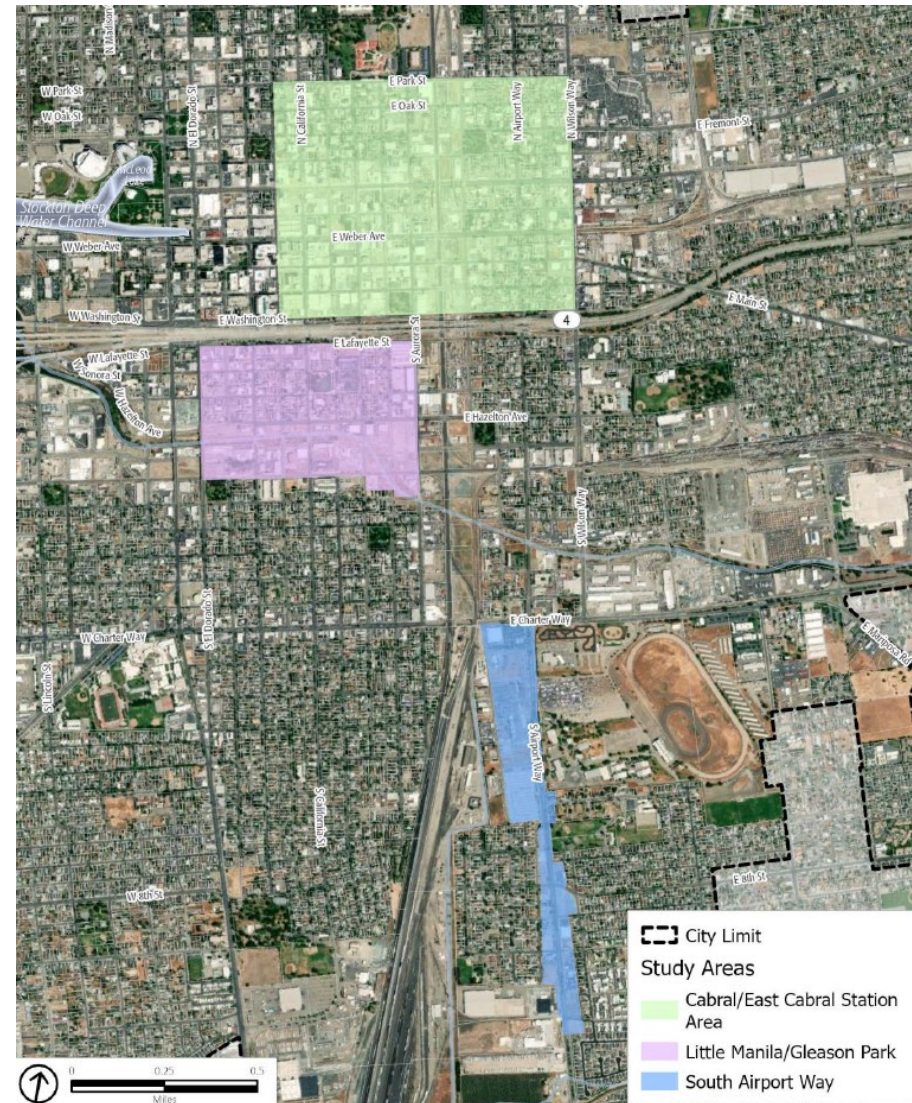 N Madison
W Park St
W Oak St
N El Dorado St
N California St
E Park St
E Oak St
N Airport Way
N Wilson Way
E Fremont St
McLeod
Lake
Stockton Deep
Water Channel
W Weber Ave
E Weber Ave
E Main St
W Washington St
E Washington St
4
E Lafayette St
S Aurora St
W Lafayette St
W Sonora St
W Hazelton Ave
E Hazelton Ave
S Wilson Way
S El Dorado St
W Charter Way
E Charter Way
E Mariposa Rd
S Lincoln St
S Airport Way
S California St
W 8th St
E 8th St
City Limit
Study Areas
Cabral/East Cabral Station
Area
Little Manila/Gleason Park
South Airport Way
0 0.25 0.5
Miles